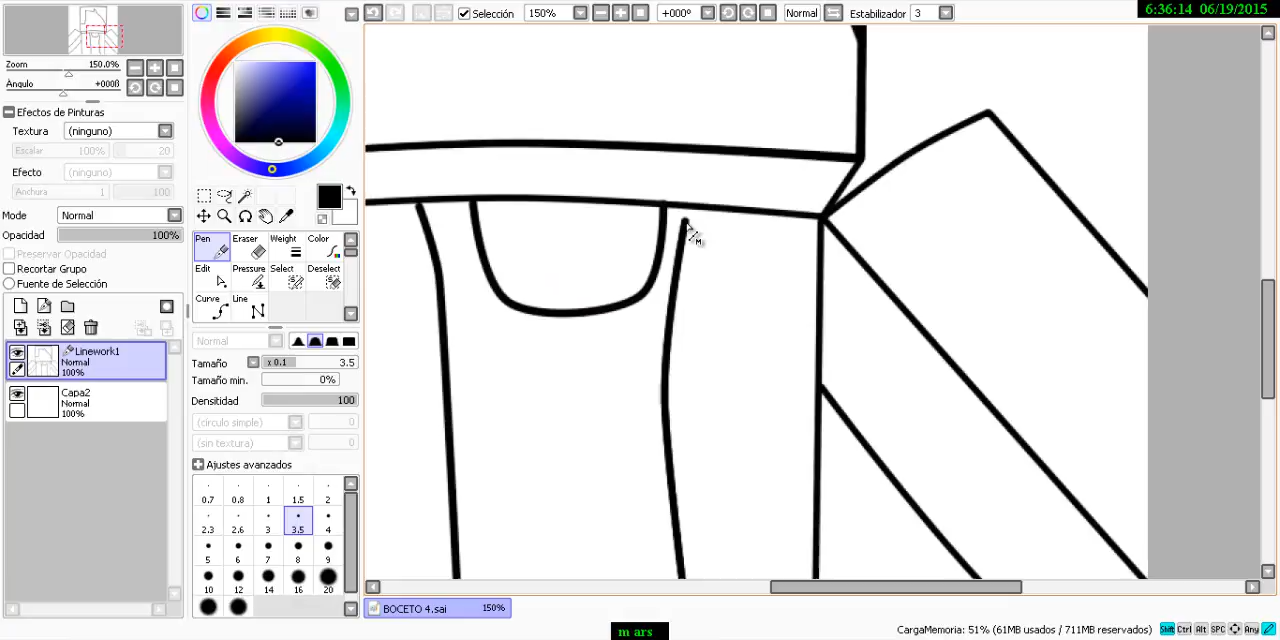 Selección
150%
+000°
Normal
Estabilizador
3
6:36:14 06/19/2015
Zoom
150.0%
Ángulo
+000ß
Efectos de Pinturas
Textura
(ninguno)
Escalar
100%
20
Efecto
(ninguno)
Anchura
1
100
Mode
Normal
Opacidad
100%
Preservar Opacidad
Recortar Grupo
Fuente de Selección
Linework1
Normal
100%
Capa2
Normal
100%
Pen
Eraser
Weight
Color
Edit
Pressure
Select
Deselect
Curve
Line
Normal
Tamaño
x 0.1
3.5
Tamaño min.
0%
Densitidad
100
(circulo simple)
0
(sin textura)
0
Ajustes avanzados
0.7 0.8 1 1.5 2
2.3 2.6 3 3.5 4
5 6 7 8 9
10 12 14 16 20
M
BOCETO 4.sai
150%
m ars
CargaMemoria: 51% (61MB usados / 711MB reservados)
Shft Ctrl Alt SPC Any